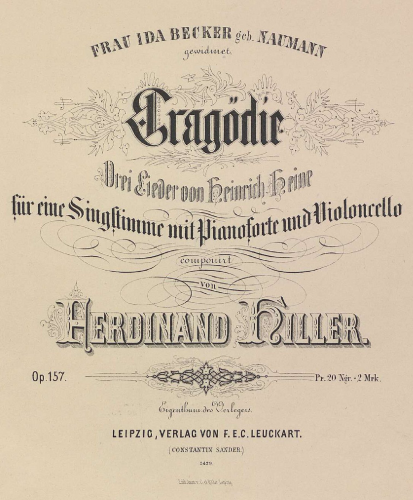 FRAU IDA BECKER geb. NAUMANN
gewidmet.
Tragödie
Drei Lieder von Heinrich Heine
für eine Singstimme mit Pianoforte und Violoncello
componirt
von
FERDINAND HILLER.
Op. 157. Pr. 20 Ngr. - 2 Mrk.
Eigenthum des Verlegers.
LEIPZIG, VERLAG VON F. E. C. LEUCKART.
(CONSTANTIN SANDER)